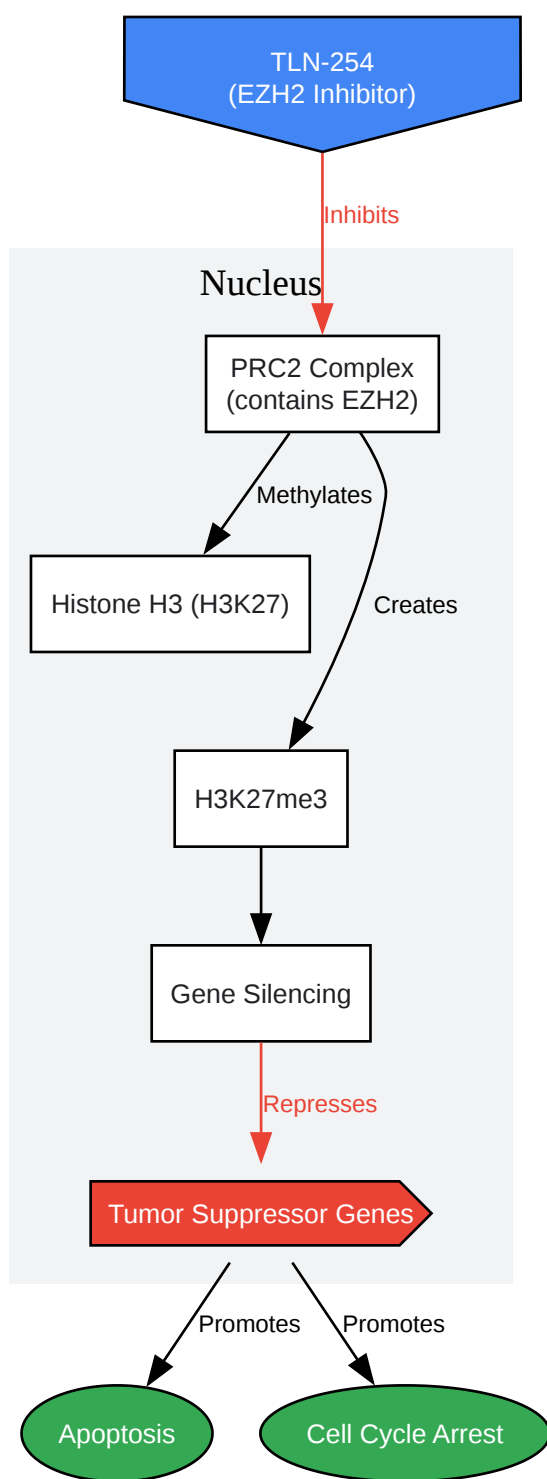 TLN-254
(EZH2 Inhibitor)
Inhibits
Nucleus
PRC2 Complex
(contains EZH2)
Methylates
Histone H3 (H3K27)
Creates
H3K27me3
Gene Silencing
Represses
Tumor Suppressor Genes
Promotes
Promotes
Apoptosis
Cell Cycle Arrest